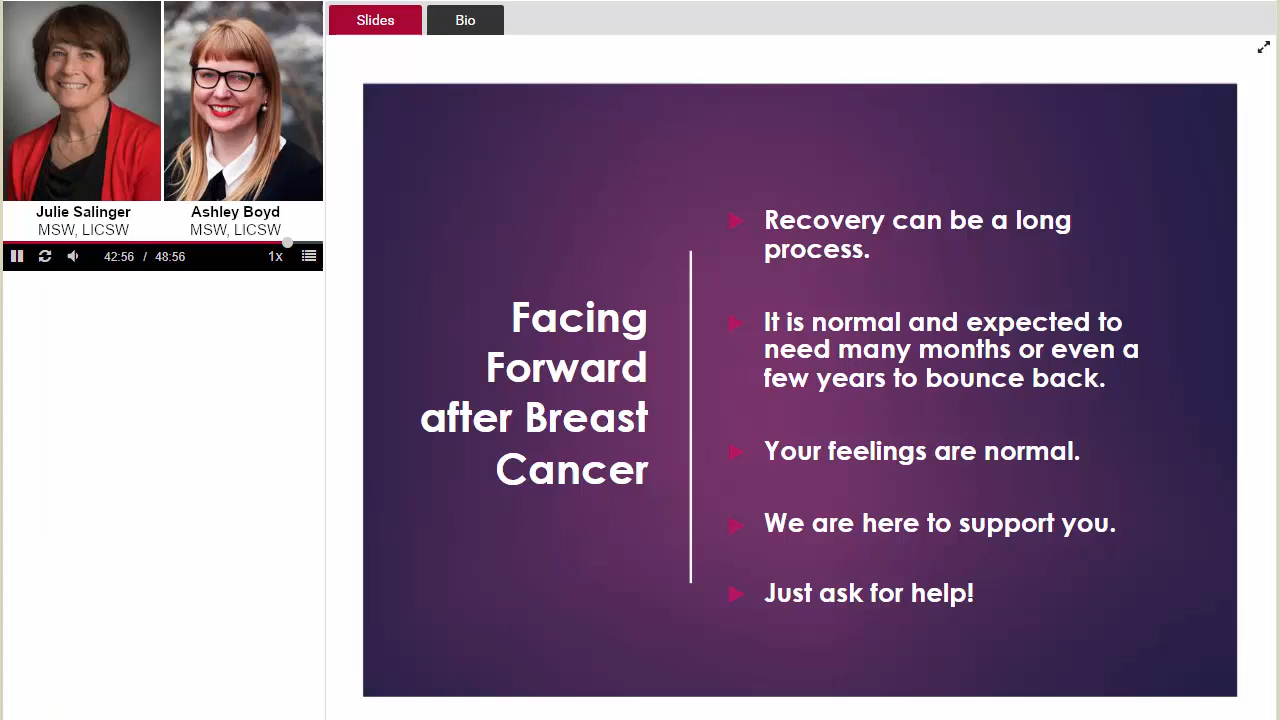 Slides
Bio
Julie Salinger
MSW, LICSW
Ashley Boyd
MSW, LICSW
42:56 / 48:56
1x
Facing
Forward
after Breast
Cancer
Recovery can be a long
process.
It is normal and expected to
need many months or even a
few years to bounce back.
Your feelings are normal.
We are here to support you.
Just ask for help!